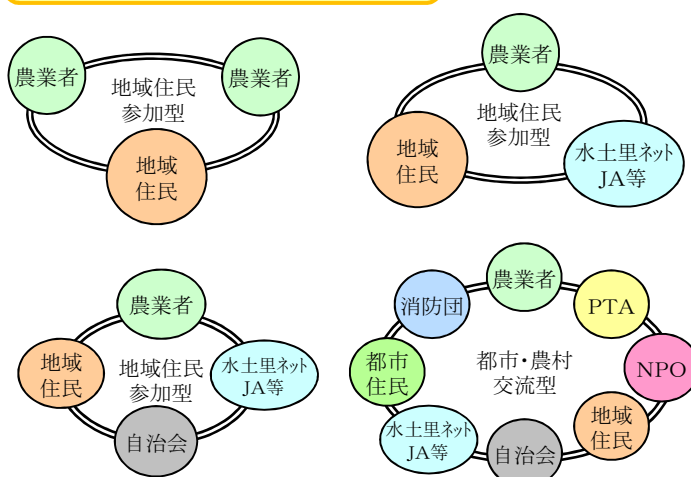 農業者
農業者
地域住民
参加型
地域
住民
農業者
地域住民
参加型
地域
住民
水土里ネット
JA等
農業者
地域
住民
地域住民
参加型
水土里ネット
JA等
自治会
農業者
消防団
PTA
都市
住民
都市・農村
交流型
NPO
地域
住民
水土里ネット
JA等
自治会